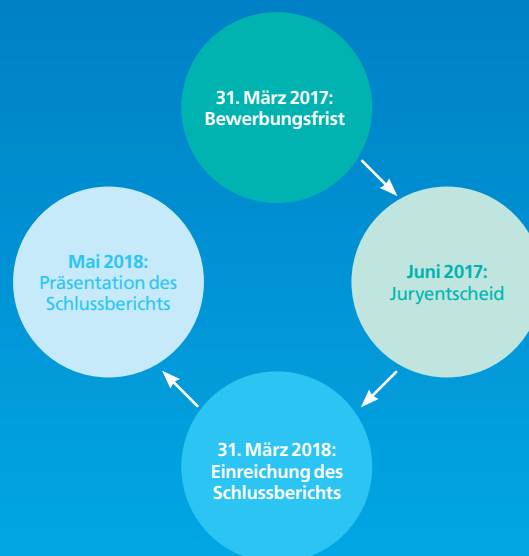 31. März 2017:
Bewerbungsfrist
Juni 2017:
Juryentscheid
31. März 2018:
Einreichung des
Schlussberichts
Mai 2018:
Präsentation des
Schlussberichts